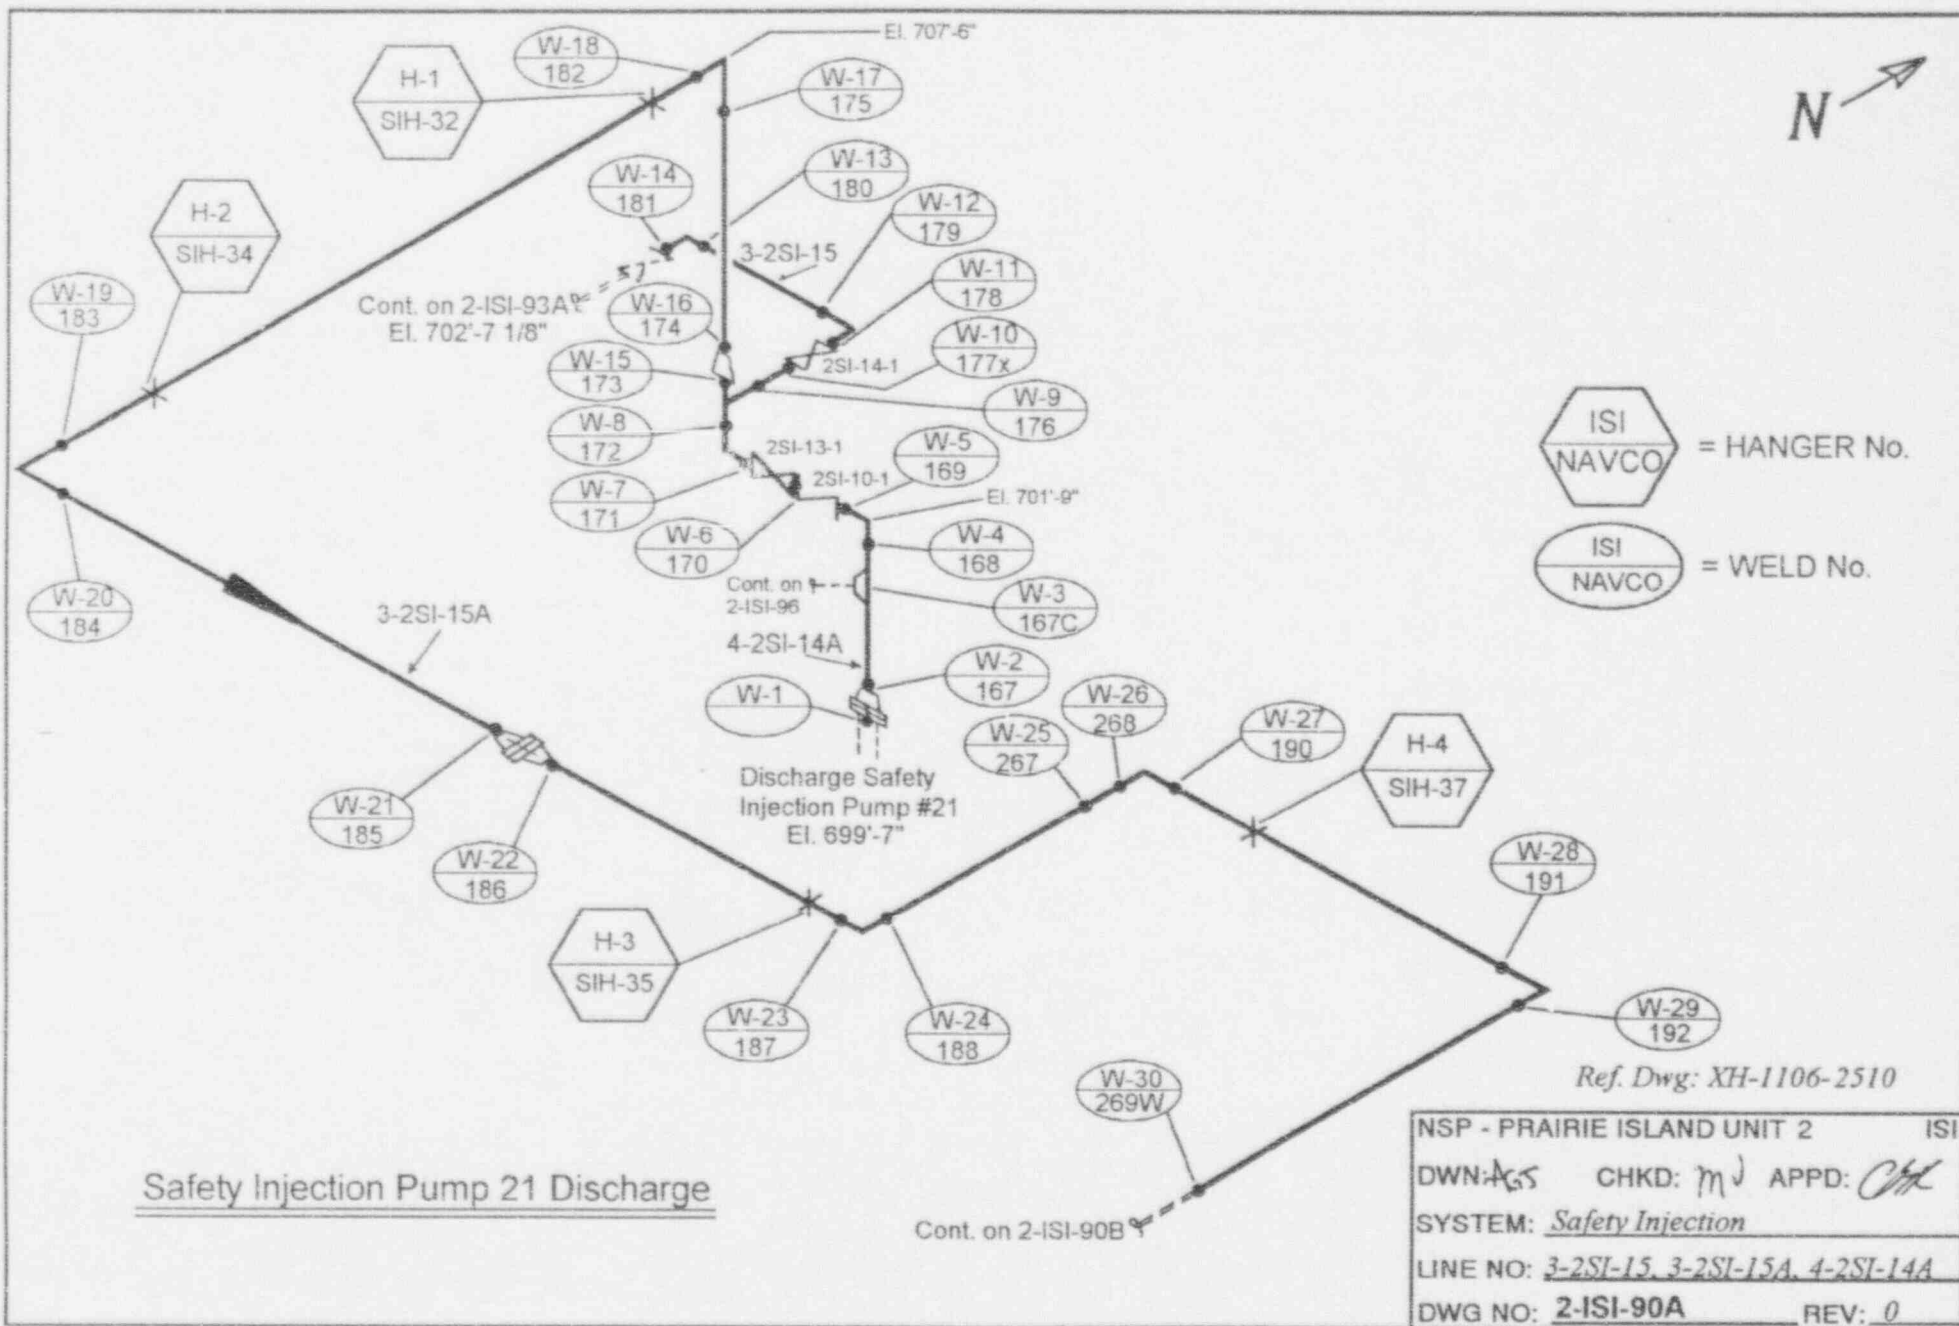 El. 707'-6"
W-18
182
H-1
SIH-32
W-17
175
N
W-13
180
W-14
181
W-12
179
H-2
SIH-34
3-2SI-15
W-11
178
W-19
183
Cont. on 2-ISI-93A
El. 702'-7 1/8"
W-16
174
W-10
177x
2SI-14-1
W-15
173
W-9
176
W-8
172
2SI-13-1
W-5
169
ISI
NAVCO
= HANGER No.
2SI-10-1
W-7
171
El. 701'-9"
W-6
170
W-4
168
ISI
NAVCO
= WELD No.
Cont. on
2-ISI-96
W-3
167C
W-20
184
3-2SI-15A
4-2SI-14A
W-2
167
W-1
W-26
268
W-25
267
W-27
190
H-4
SIH-37
Discharge Safety
Injection Pump #21
El. 699'-7"
W-21
185
W-22
186
W-28
191
H-3
SIH-35
W-23
187
W-24
188
W-29
192
W-30
269W
Ref. Dwg: XH-1106-2510
Safety Injection Pump 21 Discharge
Cont. on 2-ISI-90B
NSP - PRAIRIE ISLAND UNIT 2 ISI
DWN: AGS CHKD: MJ APPD:
SYSTEM: Safety Injection
LINE NO: 3-2SI-15, 3-2SI-15A, 4-2SI-14A
DWG NO: 2-ISI-90A REV: 0